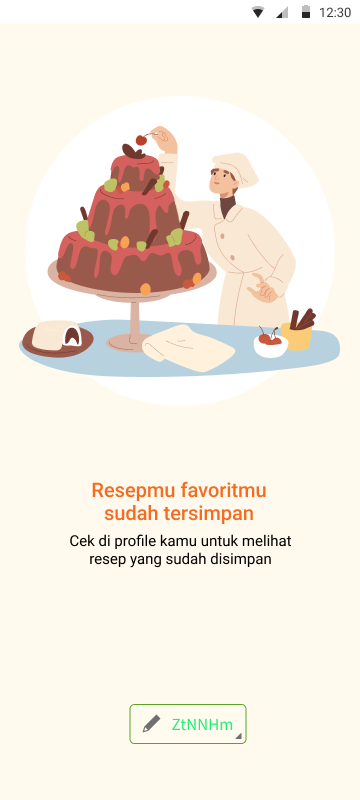 12:30
Resepmu favoritmu
sudah tersimpan
Cek di profile kamu untuk melihat
resep yang sudah disimpan
ZtNNHm